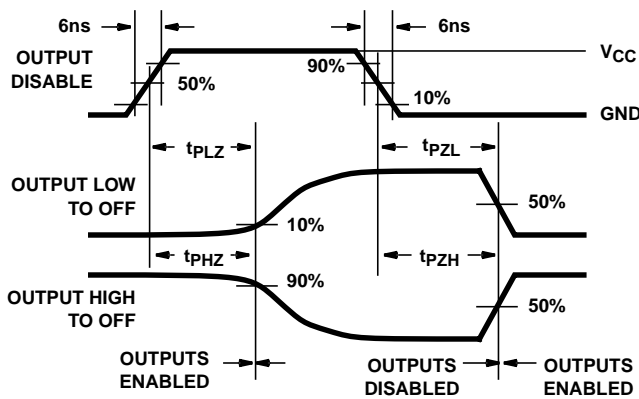 6ns
6ns
OUTPUT
DISABLE
90%
VCC
50%
10%
GND
tPLZ
tPZL
OUTPUT LOW
TO OFF
50%
10%
tPHZ
tPZH
90%
OUTPUT HIGH
TO OFF
50%
OUTPUTS
ENABLED
OUTPUTS
DISABLED
OUTPUTS
ENABLED